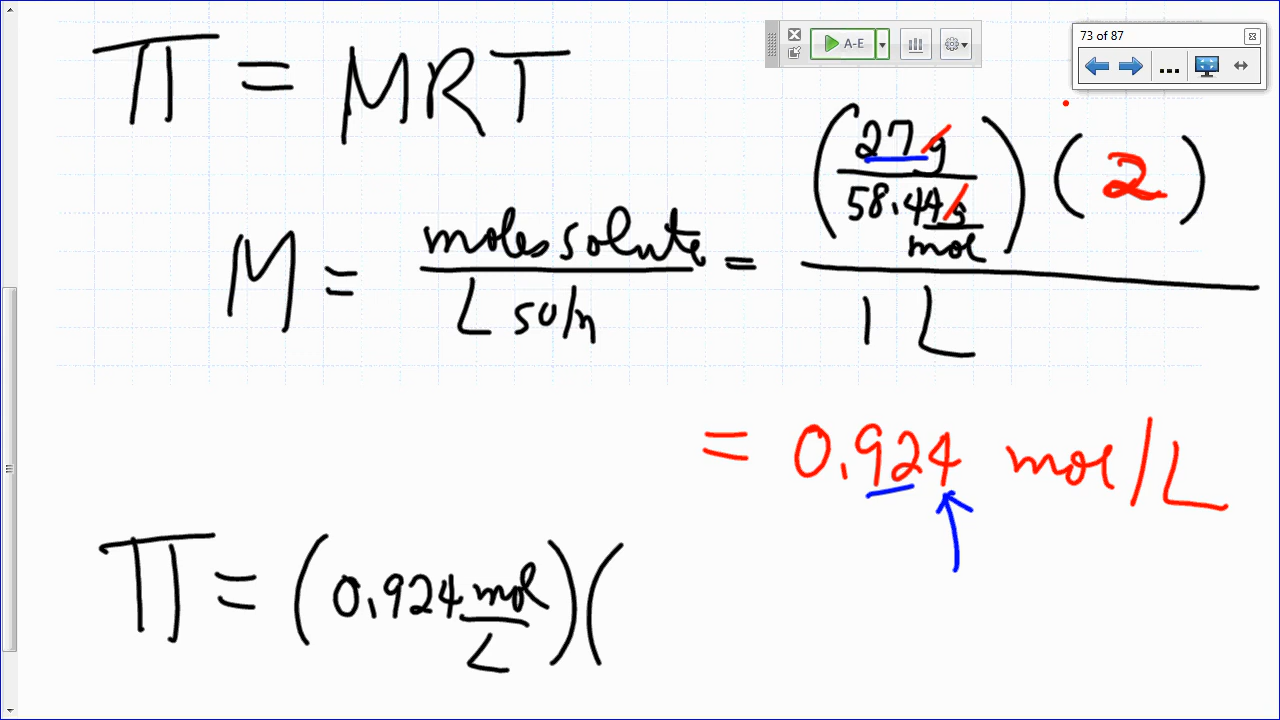 A-E
73 of 87
...
Π = MRT
M = moles solute / L soln = (27 g / 58.44 g/mol) (2) / 1 L
= 0.924 mol/L
Π = (0.924 mol/L) (